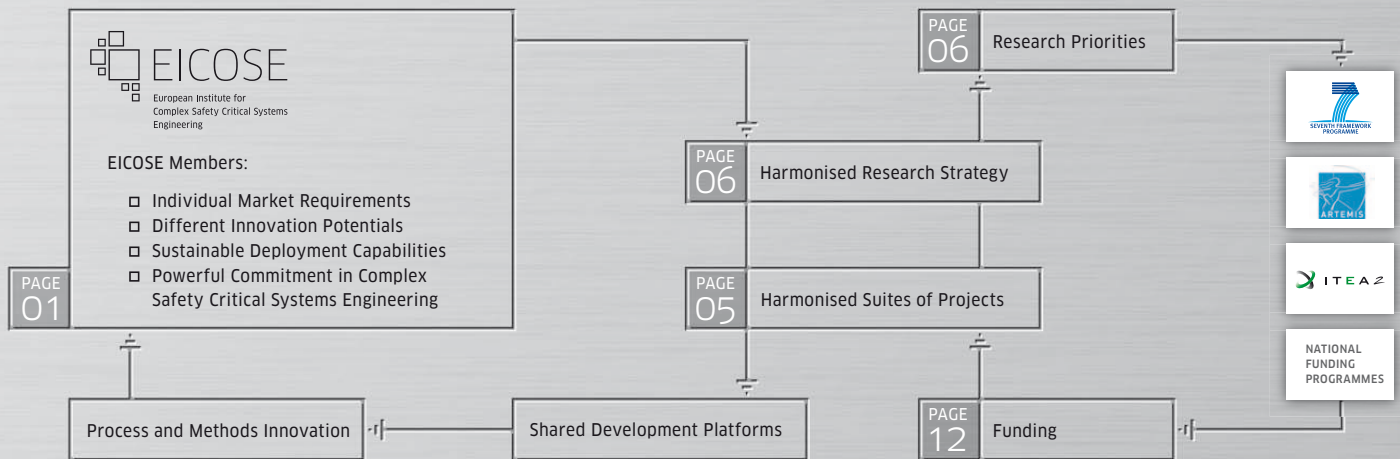 EICOSE
European Institute for
Complex Safety Critical Systems
Engineering
EICOSE Members:
Individual Market Requirements
Different Innovation Potentials
Sustainable Deployment Capabilities
Powerful Commitment in Complex
Safety Critical Systems Engineering
PAGE
01
PAGE
06
Research Priorities
PAGE
06
Harmonised Research Strategy
PAGE
05
Harmonised Suites of Projects
7
SEVENTH FRAMEWORK
PROGRAMME
ARTEMIS
ITEA2
NATIONAL
FUNDING
PROGRAMMES
Process and Methods Innovation
Shared Development Platforms
PAGE
12
Funding